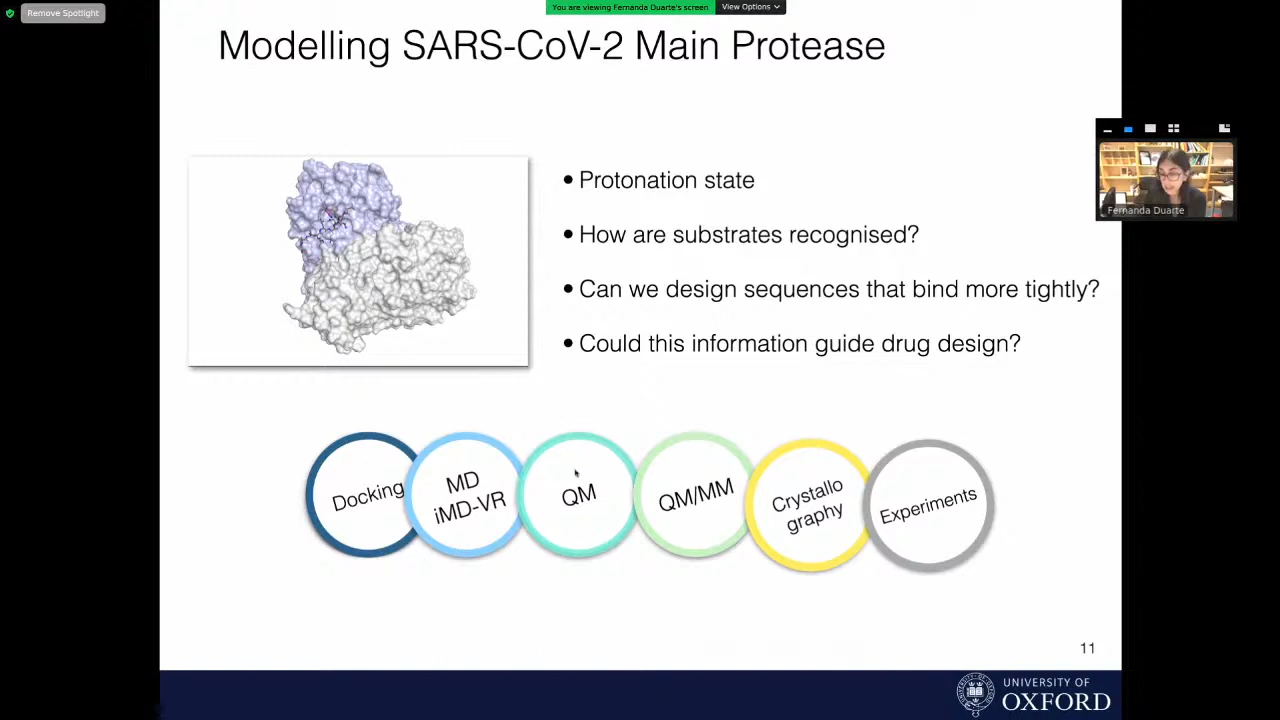 Remove Spotlight
You are viewing Fernanda Duarte's screen
View Options
Modelling SARS-CoV-2 Main Protease
• Protonation state
• How are substrates recognised?
• Can we design sequences that bind more tightly?
• Could this information guide drug design?
Fernanda Duarte
Docking
MD
iMD-VR
QM
QM/MM
Crystallo
graphy
Experiments
11
UNIVERSITY OF
OXFORD